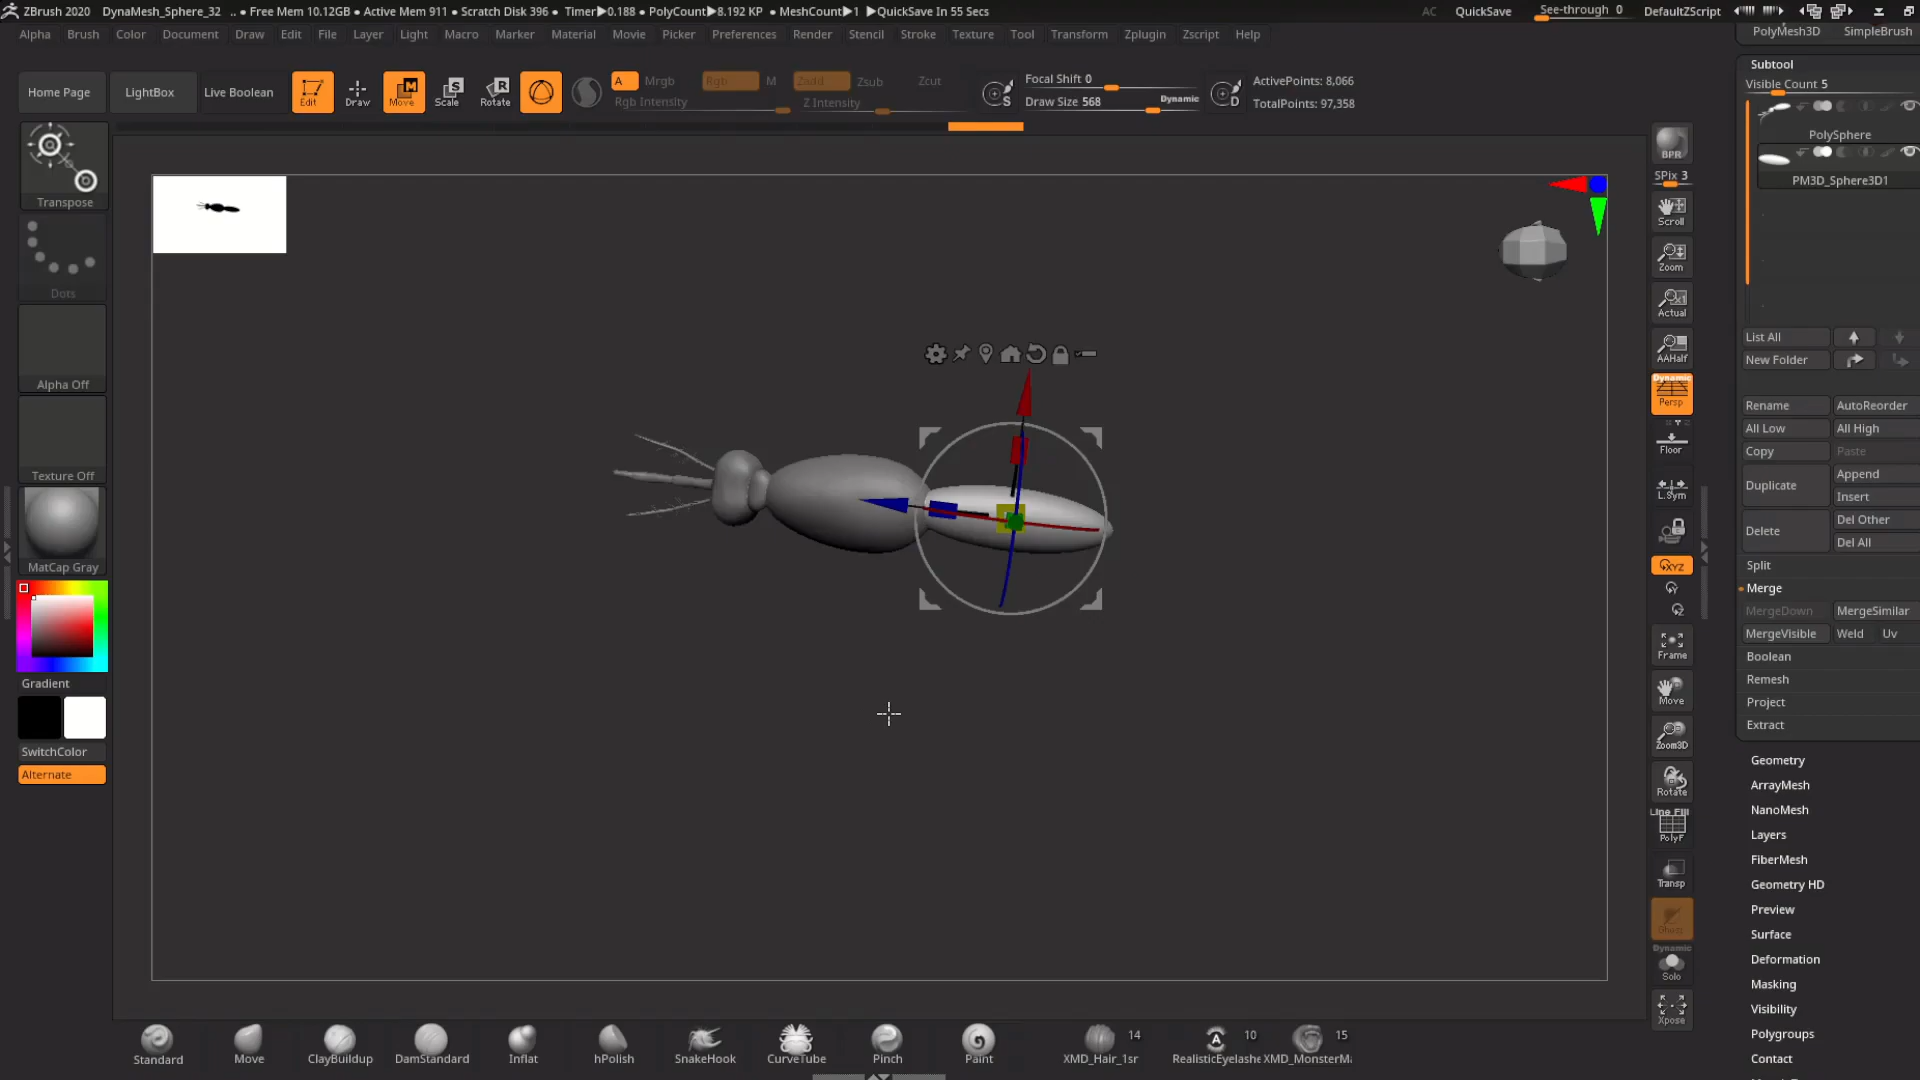 ZBrush 2020 DynaMesh_Sphere_32 .. • Free Mem 10.12GB • Active Mem 911 • Scratch Disk 396 • Timer▶0.188 • PolyCount▶8.192 KP • MeshCount▶1 ▶QuickSave In 55 Secs AC QuickSave See-through 0 DefaultZScript
Alpha Brush Color Document Draw Edit File Layer Light Macro Marker Material Movie Picker Preferences Render Stencil Stroke Texture Tool Transform Zplugin Zscript Help
PolyMesh3D SimpleBrush
Home Page LightBox Live Boolean Edit Draw Move Scale Rotate
A Mrgb Rgb M Zadd Zsub Zcut
Rgb Intensity Z Intensity
Focal Shift 0
Draw Size 568 Dynamic
ActivePoints: 8,066
TotalPoints: 97,358
Subtool
Visible Count 5
PolySphere
PM3D_Sphere3D1
List All
New Folder
Rename AutoReorder
All Low All High
Copy Paste
Duplicate Append
Insert
Delete Del Other
Del All
Split
Merge
MergeDown MergeSimilar
MergeVisible Weld Uv
Boolean
Remesh
Project
Extract
Geometry
ArrayMesh
NanoMesh
Layers
FiberMesh
Geometry HD
Preview
Surface
Deformation
Masking
Visibility
Polygroups
Contact
Transpose
Dots
Alpha Off
Texture Off
MatCap Gray
Gradient
SwitchColor
Alternate
BPR
SPix 3
Scroll
Zoom
Actual
AAHalf
Dynamic
Persp
Floor
L.Sym
XYZ
Y
Z
Frame
Move
Zoom3D
Rotate
Line Fill
PolyF
Transp
Ghost
Dynamic
Solo
Xpose
Standard Move ClayBuildup DamStandard Inflat hPolish SnakeHook CurveTube Pinch Paint
XMD_Hair_1sr 14
RealisticEyelashe 10
XMD_MonsterMa 15